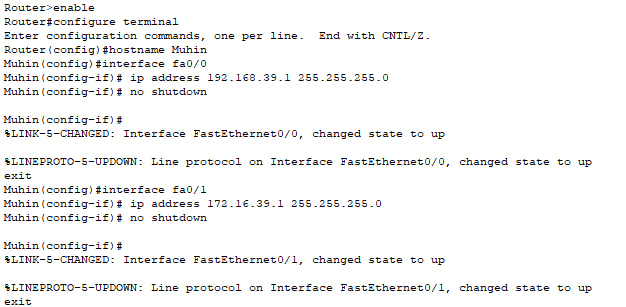 Router>enable
Router#configure terminal
Enter configuration commands, one per line.  End with CNTL/Z.
Router(config)#hostname Muhin
Muhin(config)#interface fa0/0
Muhin(config-if)# ip address 192.168.39.1 255.255.255.0
Muhin(config-if)# no shutdown
Muhin(config-if)#
%LINK-5-CHANGED: Interface FastEthernet0/0, changed state to up
%LINEPROTO-5-UPDOWN: Line protocol on Interface FastEthernet0/0, changed state to up
exit
Muhin(config)#interface fa0/1
Muhin(config-if)# ip address 172.16.39.1 255.255.255.0
Muhin(config-if)# no shutdown
Muhin(config-if)#
%LINK-5-CHANGED: Interface FastEthernet0/1, changed state to up
%LINEPROTO-5-UPDOWN: Line protocol on Interface FastEthernet0/1, changed state to up
exit